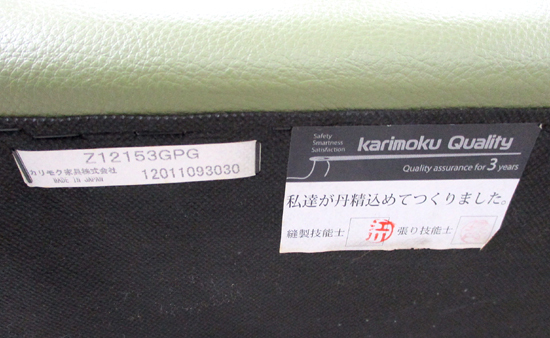 Z12153GPG
カリモク家具株式会社
MADE IN JAPAN
12011093030
Safety
Smartness
Satisfaction
karimoku Quality
Quality assurance for 3 years
私達が丹精込めてつくりました。
縫製技能士
張り技能士